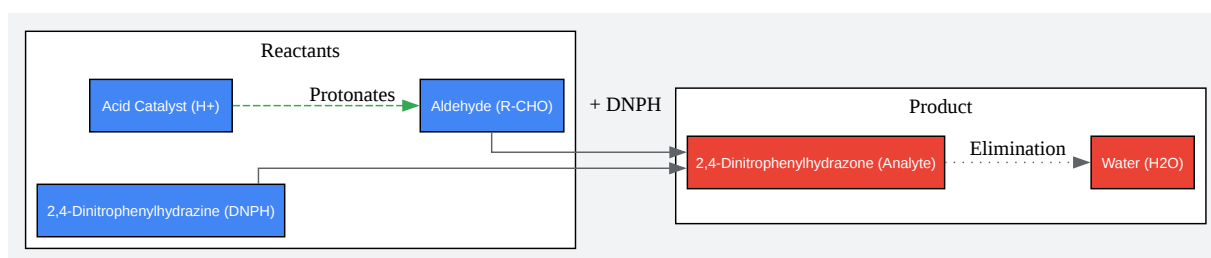 Reactants
Acid Catalyst (H+)
Protonates
Aldehyde (R-CHO)
2,4-Dinitrophenylhydrazine (DNPH)
+ DNPH
Product
2,4-Dinitrophenylhydrazone (Analyte)
Elimination
Water (H2O)